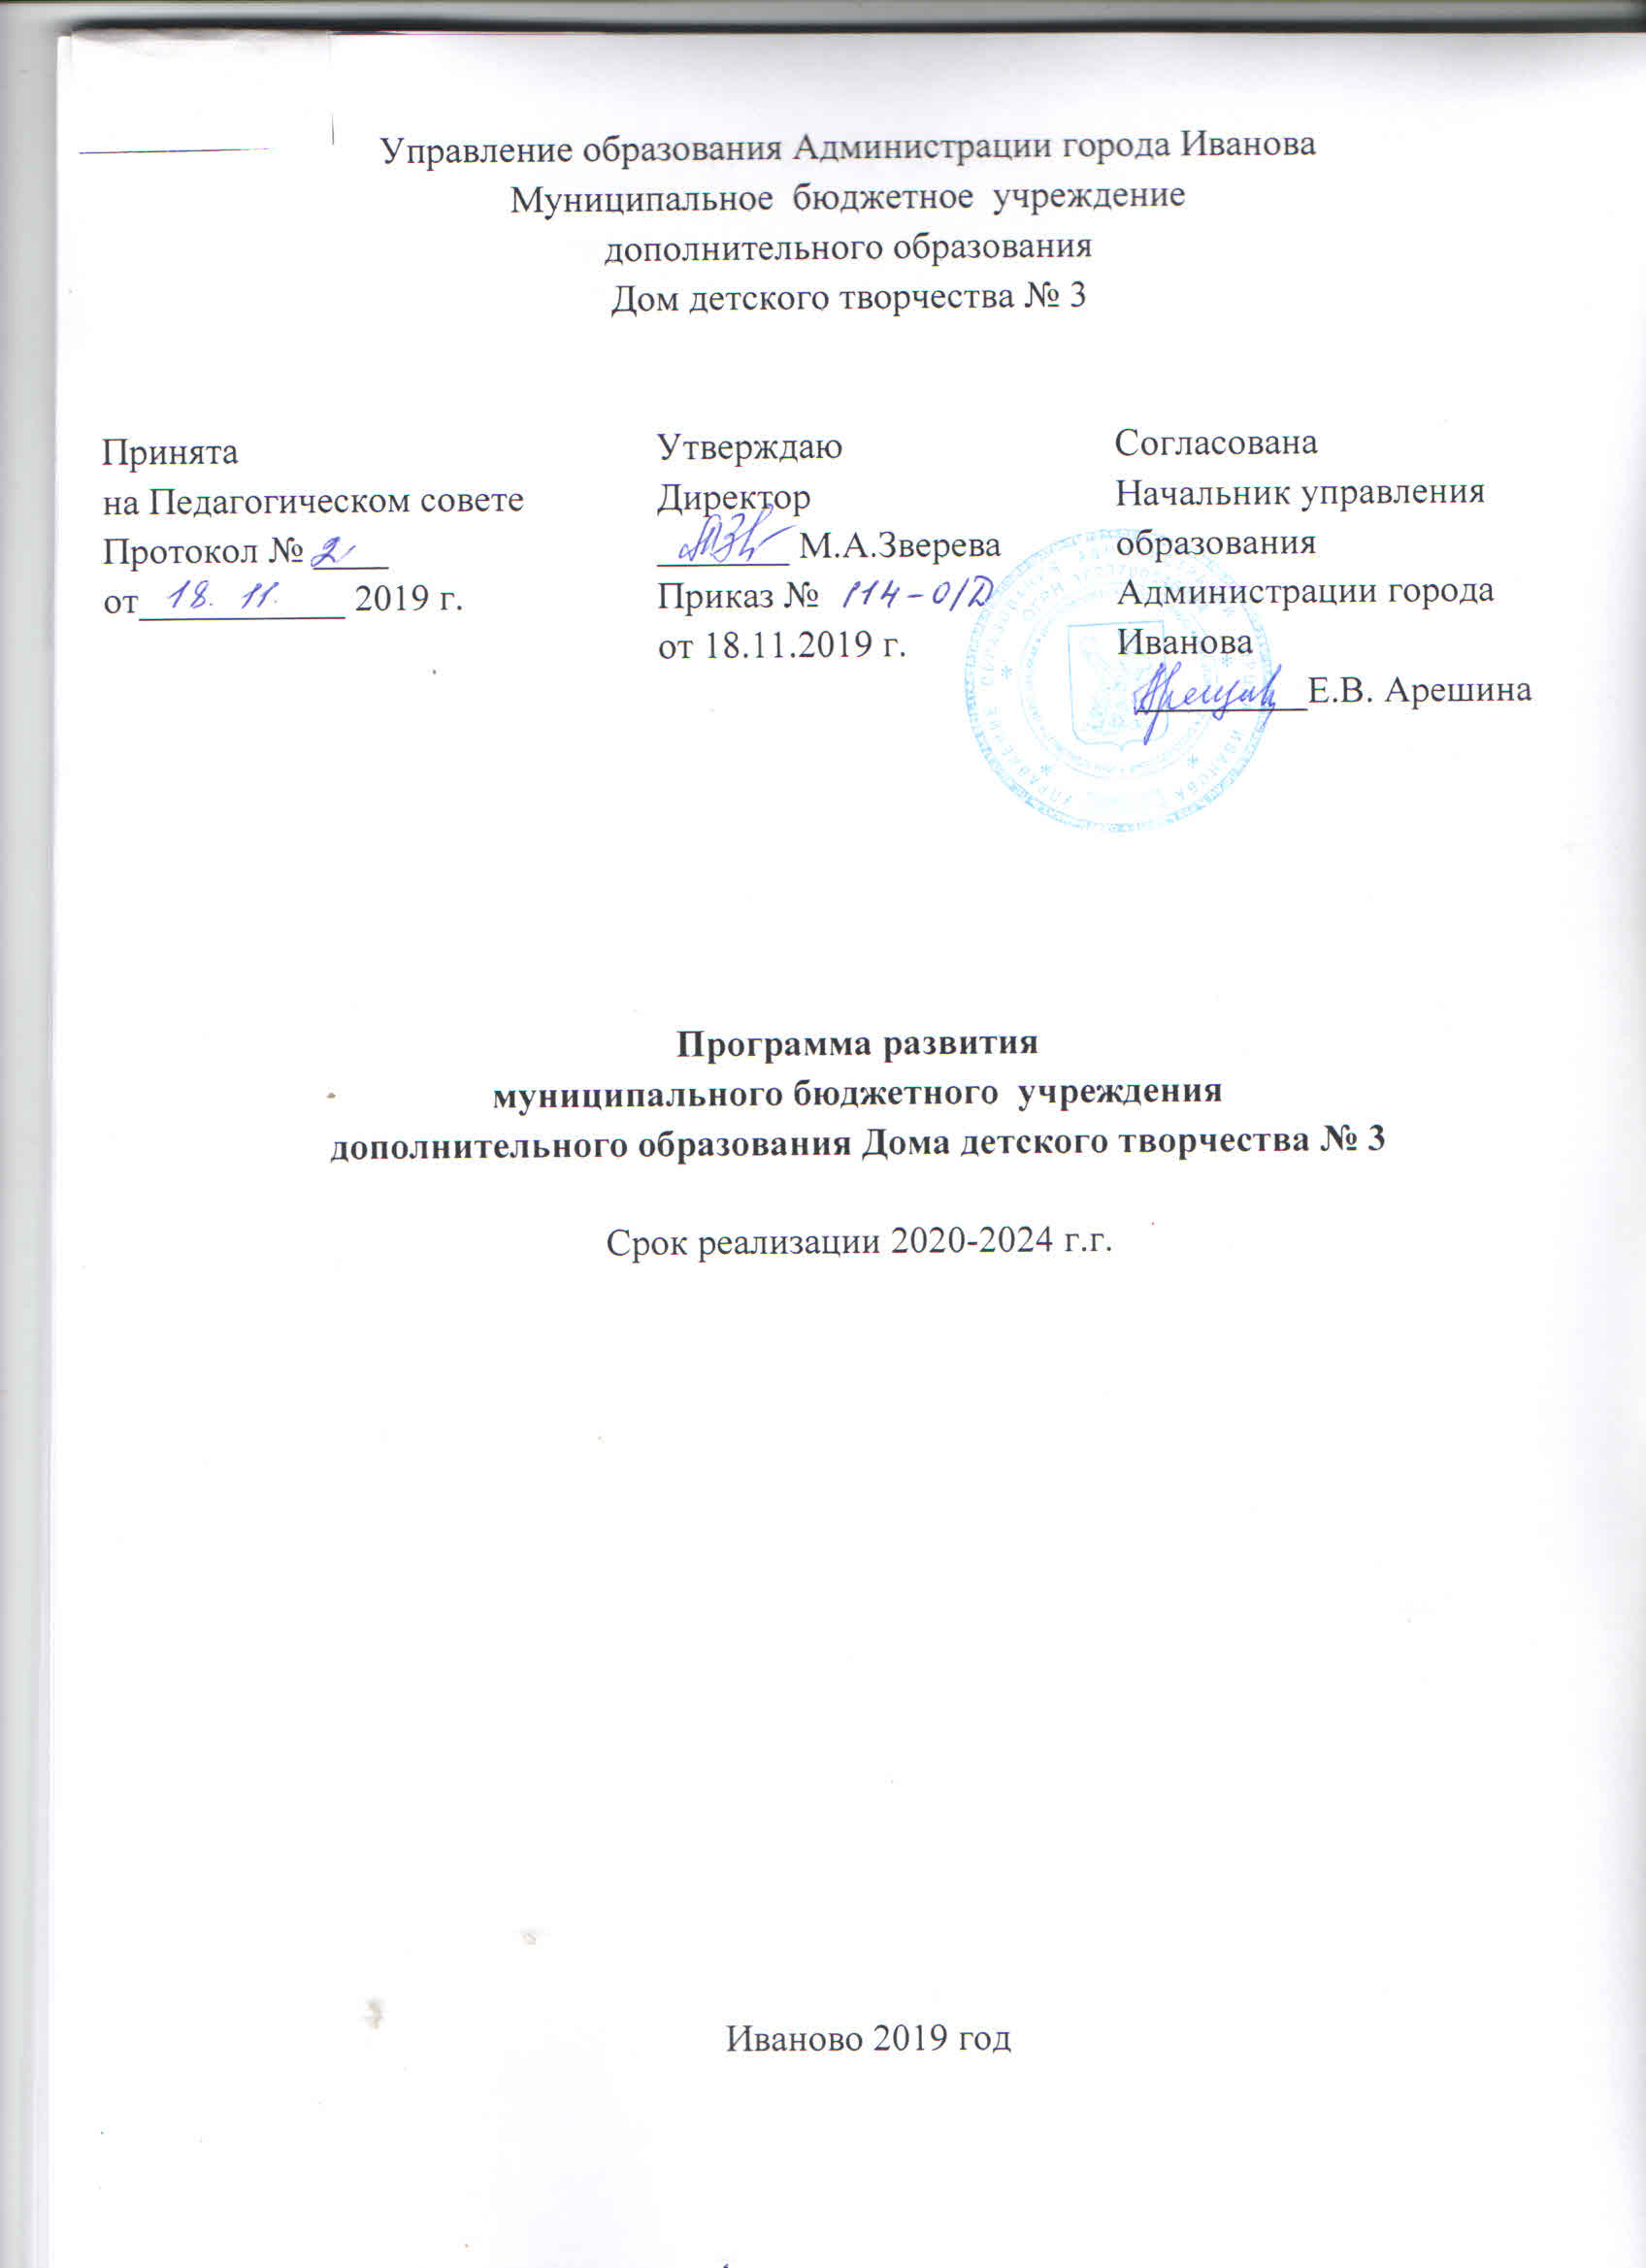 Управление образования Администрации города Иванова
Муниципальное бюджетное учреждение
дополнительного образования
Дом детского творчества № 3
Принята
на Педагогическом совете
Протокол № 2
от 18. 11. 2019 г.
Утверждаю
Директор
М.А.Зверева
Приказ № 114-О/Д
от 18.11.2019 г.
Согласована
Начальник управления
образования
Администрации города
Иванова
Е.В. Арешина
Программа развития
муниципального бюджетного учреждения
дополнительного образования Дома детского творчества № 3
Срок реализации 2020-2024 г.г.
Иваново 2019 год